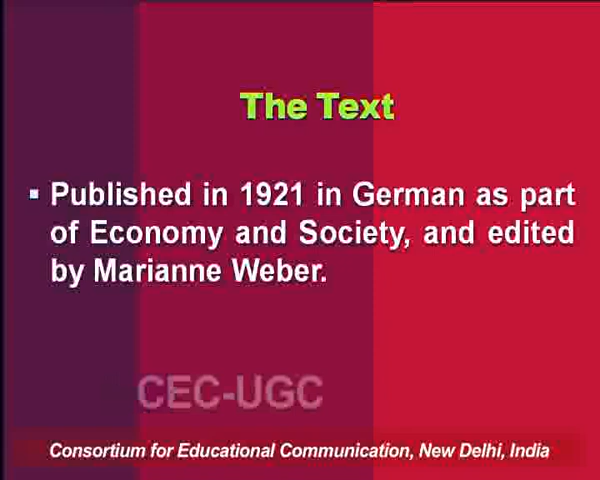 The Text
▪ Published in 1921 in German as part
of Economy and Society, and edited
by Marianne Weber.
CEC-UGC
Consortium for Educational Communication, New Delhi, India